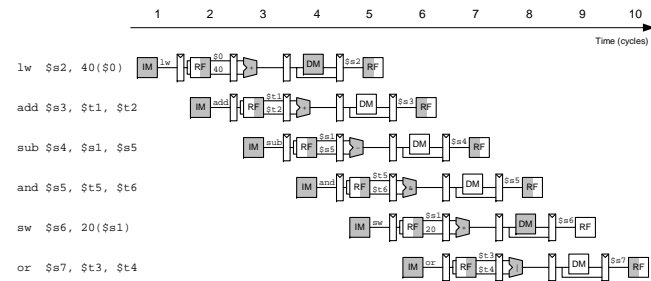 1 2 3 4 5 6 7 8 9 10
Time (cycles)
lw $s2, 40($0) IM lw RF $0 40 + DM $s2 RF
add $s3, $t1, $t2 IM add RF $t1 $t2 + DM $s3 RF
sub $s4, $s1, $s5 IM sub RF $s1 $s5 - DM $s4 RF
and $s5, $t5, $t6 IM and RF $t5 $t6 & DM $s5 RF
sw $s6, 20($s1) IM sw RF $s1 20 + DM $s6 RF
or $s7, $t3, $t4 IM or RF $t3 $t4 | DM $s7 RF